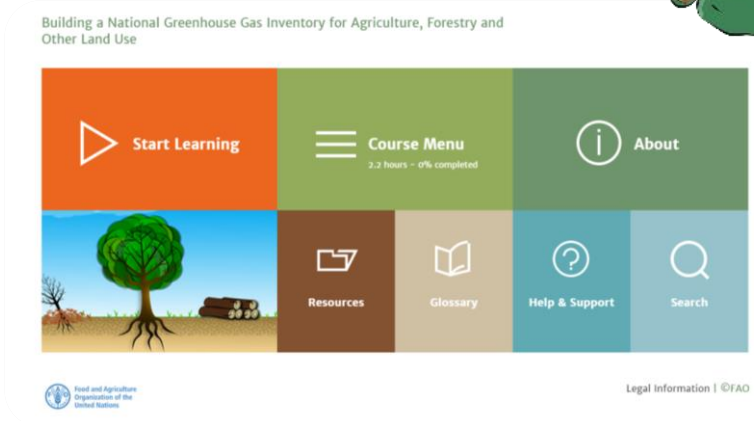 Building a National Greenhouse Gas Inventory for Agriculture, Forestry and
Other Land Use
Start Learning
Course Menu
2.2 hours - 0% completed
About
Resources
Glossary
Help & Support
Search
Food and Agriculture
Organization of the
United Nations
Legal Information | ©FAO